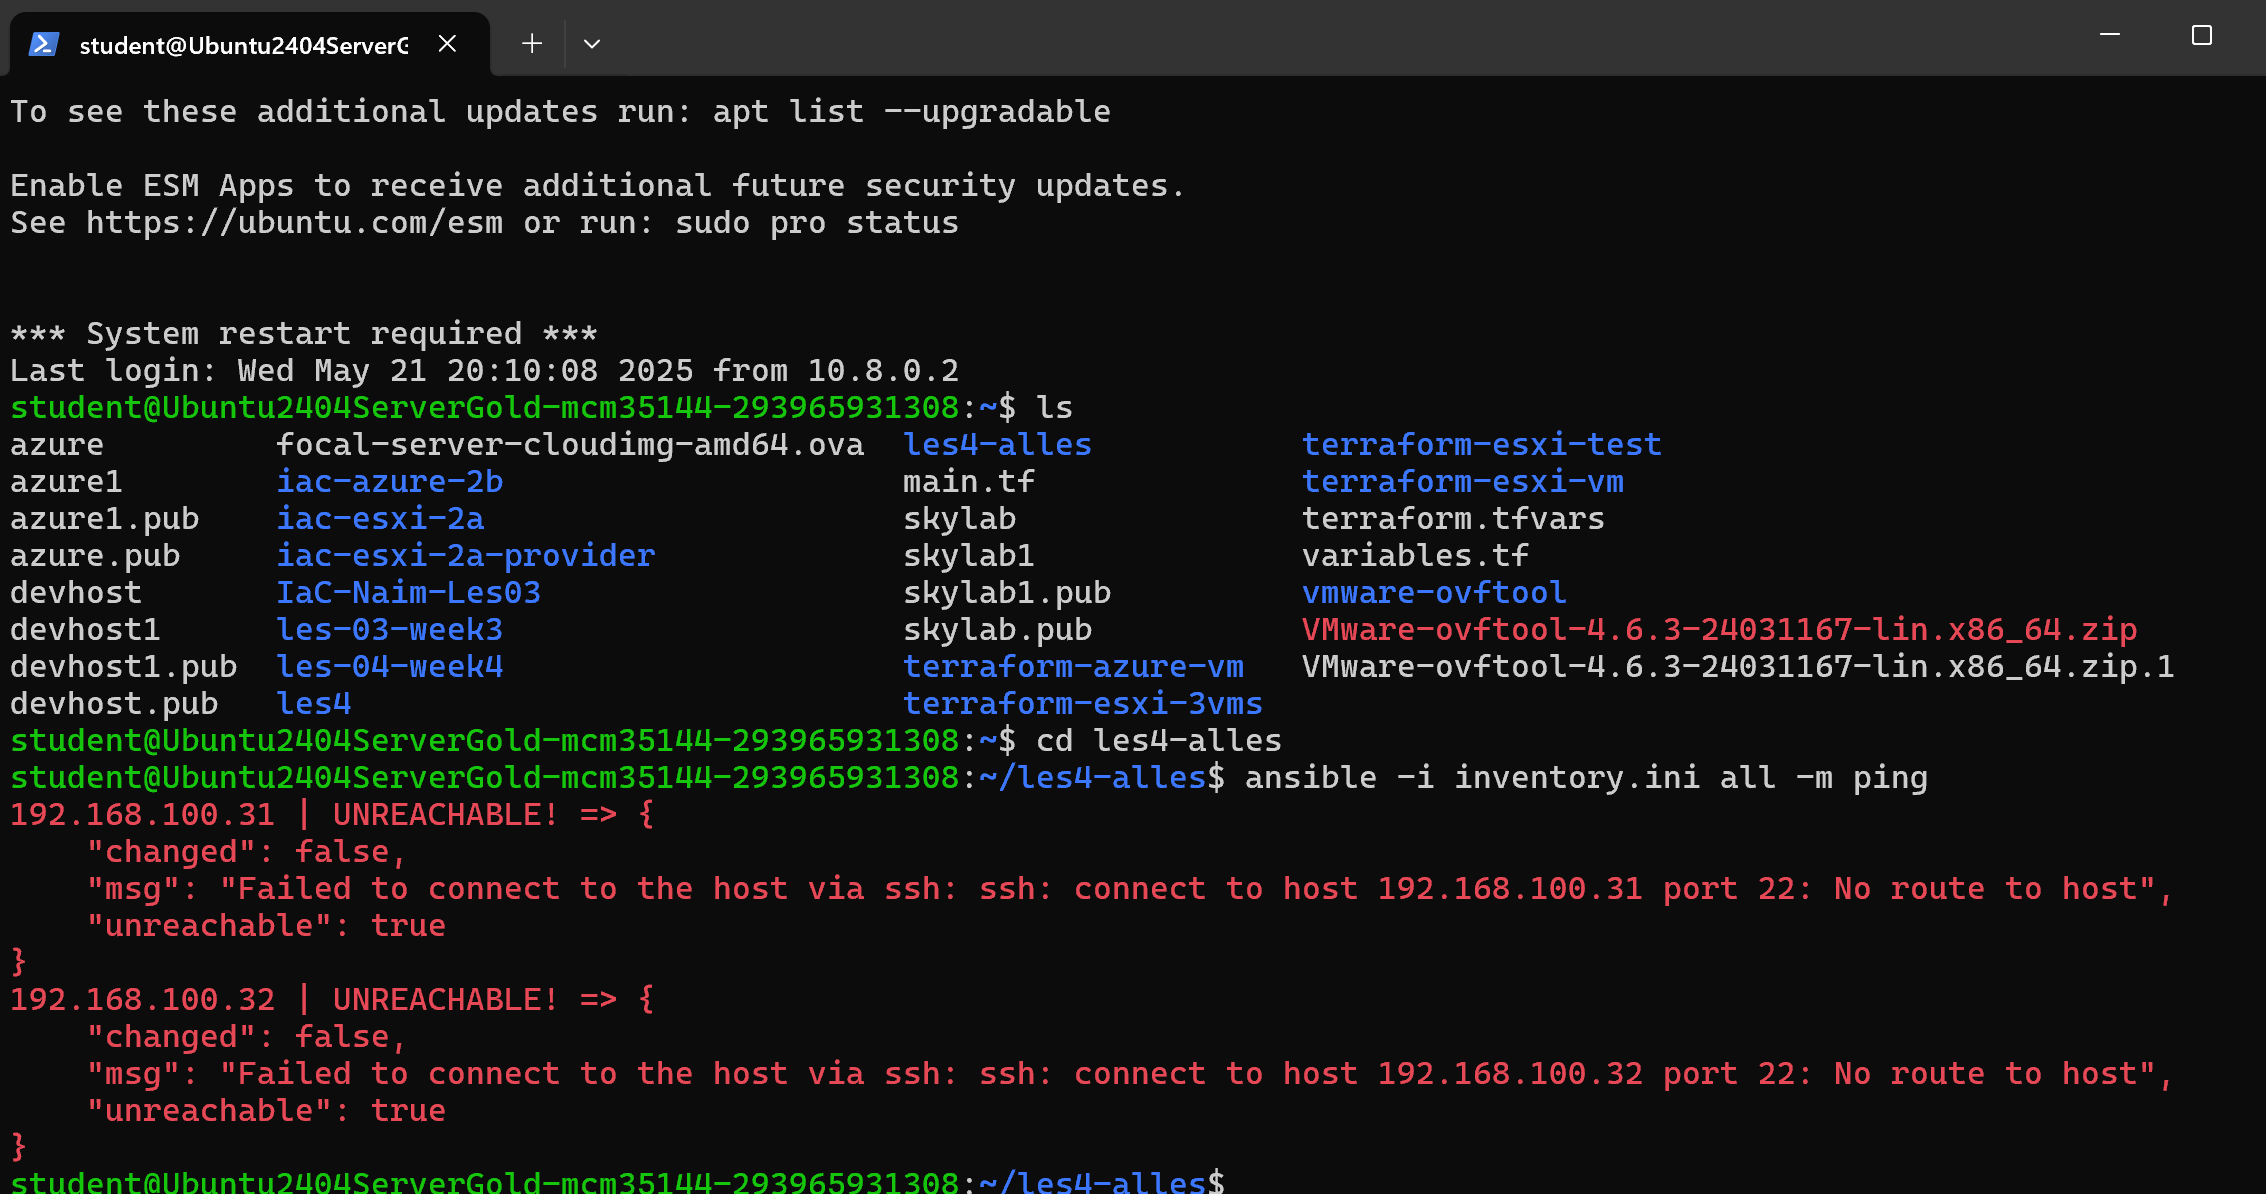 student@Ubuntu2404ServerG
To see these additional updates run: apt list --upgradable
Enable ESM Apps to receive additional future security updates.
See https://ubuntu.com/esm or run: sudo pro status
*** System restart required ***
Last login: Wed May 21 20:10:08 2025 from 10.8.0.2
student@Ubuntu2404ServerGold-mcm35144-293965931308:~$ ls
azure focal-server-cloudimg-amd64.ova les4-alles terraform-esxi-test
azure1 iac-azure-2b main.tf terraform-esxi-vm
azure1.pub iac-esxi-2a skylab terraform.tfvars
azure.pub iac-esxi-2a-provider skylab1 variables.tf
devhost IaC-Naim-Les03 skylab1.pub vmware-ovftool
devhost1 les-03-week3 skylab.pub VMware-ovftool-4.6.3-24031167-lin.x86_64.zip
devhost1.pub les-04-week4 terraform-azure-vm VMware-ovftool-4.6.3-24031167-lin.x86_64.zip.1
devhost.pub les4 terraform-esxi-3vms
student@Ubuntu2404ServerGold-mcm35144-293965931308:~$ cd les4-alles
student@Ubuntu2404ServerGold-mcm35144-293965931308:~/les4-alles$ ansible -i inventory.ini all -m ping
192.168.100.31 | UNREACHABLE! => {
    "changed": false,
    "msg": "Failed to connect to the host via ssh: ssh: connect to host 192.168.100.31 port 22: No route to host",
    "unreachable": true
}
192.168.100.32 | UNREACHABLE! => {
    "changed": false,
    "msg": "Failed to connect to the host via ssh: ssh: connect to host 192.168.100.32 port 22: No route to host",
    "unreachable": true
}
student@Ubuntu2404ServerGold-mcm35144-293965931308:~/les4-alles$